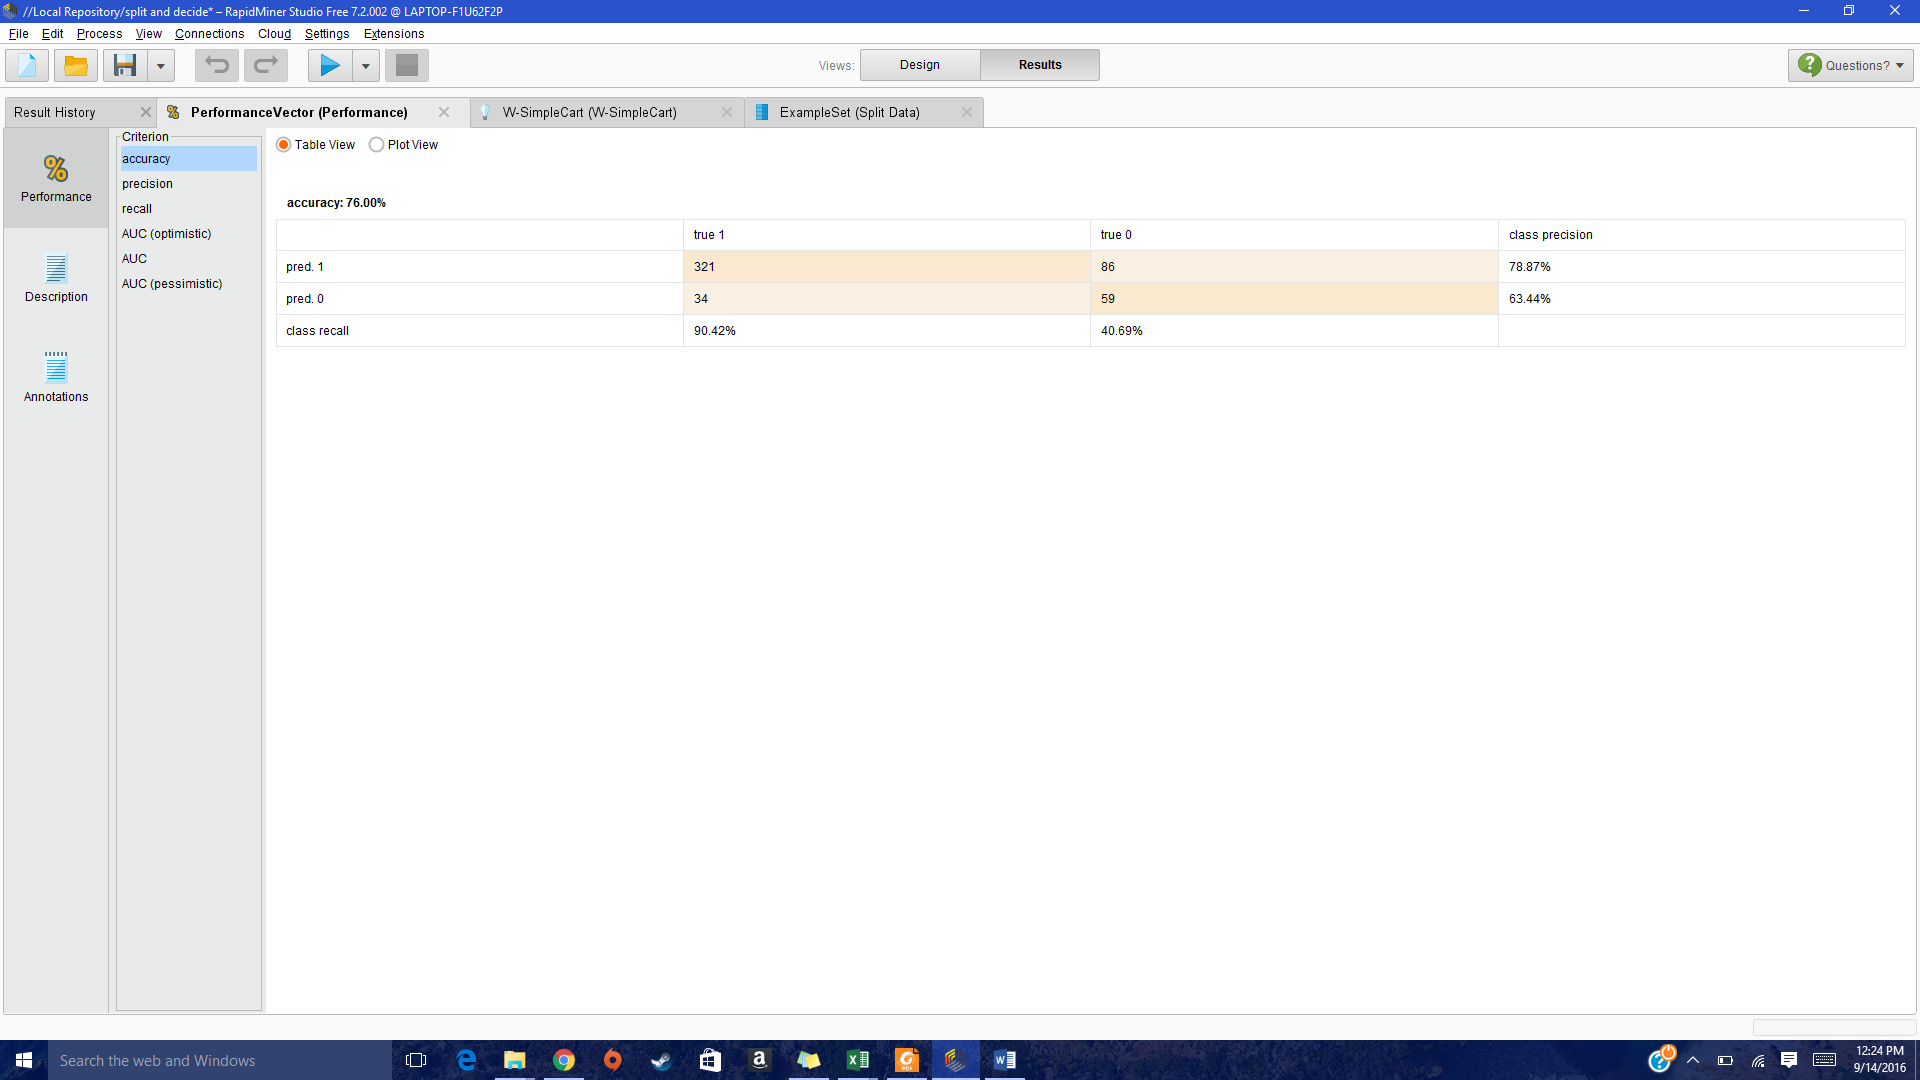 //Local Repository/split and decide* – RapidMiner Studio Free 7.2.002 @ LAPTOP-F1U62F2P
File Edit Process View Connections Cloud Settings Extensions
Views: Design Results
Questions?
Result History
PerformanceVector (Performance)
W-SimpleCart (W-SimpleCart)
ExampleSet (Split Data)
%
Performance
Description
Annotations
Criterion
accuracy
precision
recall
AUC (optimistic)
AUC
AUC (pessimistic)
Table View Plot View
accuracy: 76.00%
true 1 true 0 class precision
pred. 1 321 86 78.87%
pred. 0 34 59 63.44%
class recall 90.42% 40.69%
Search the web and Windows
12:24 PM
9/14/2016